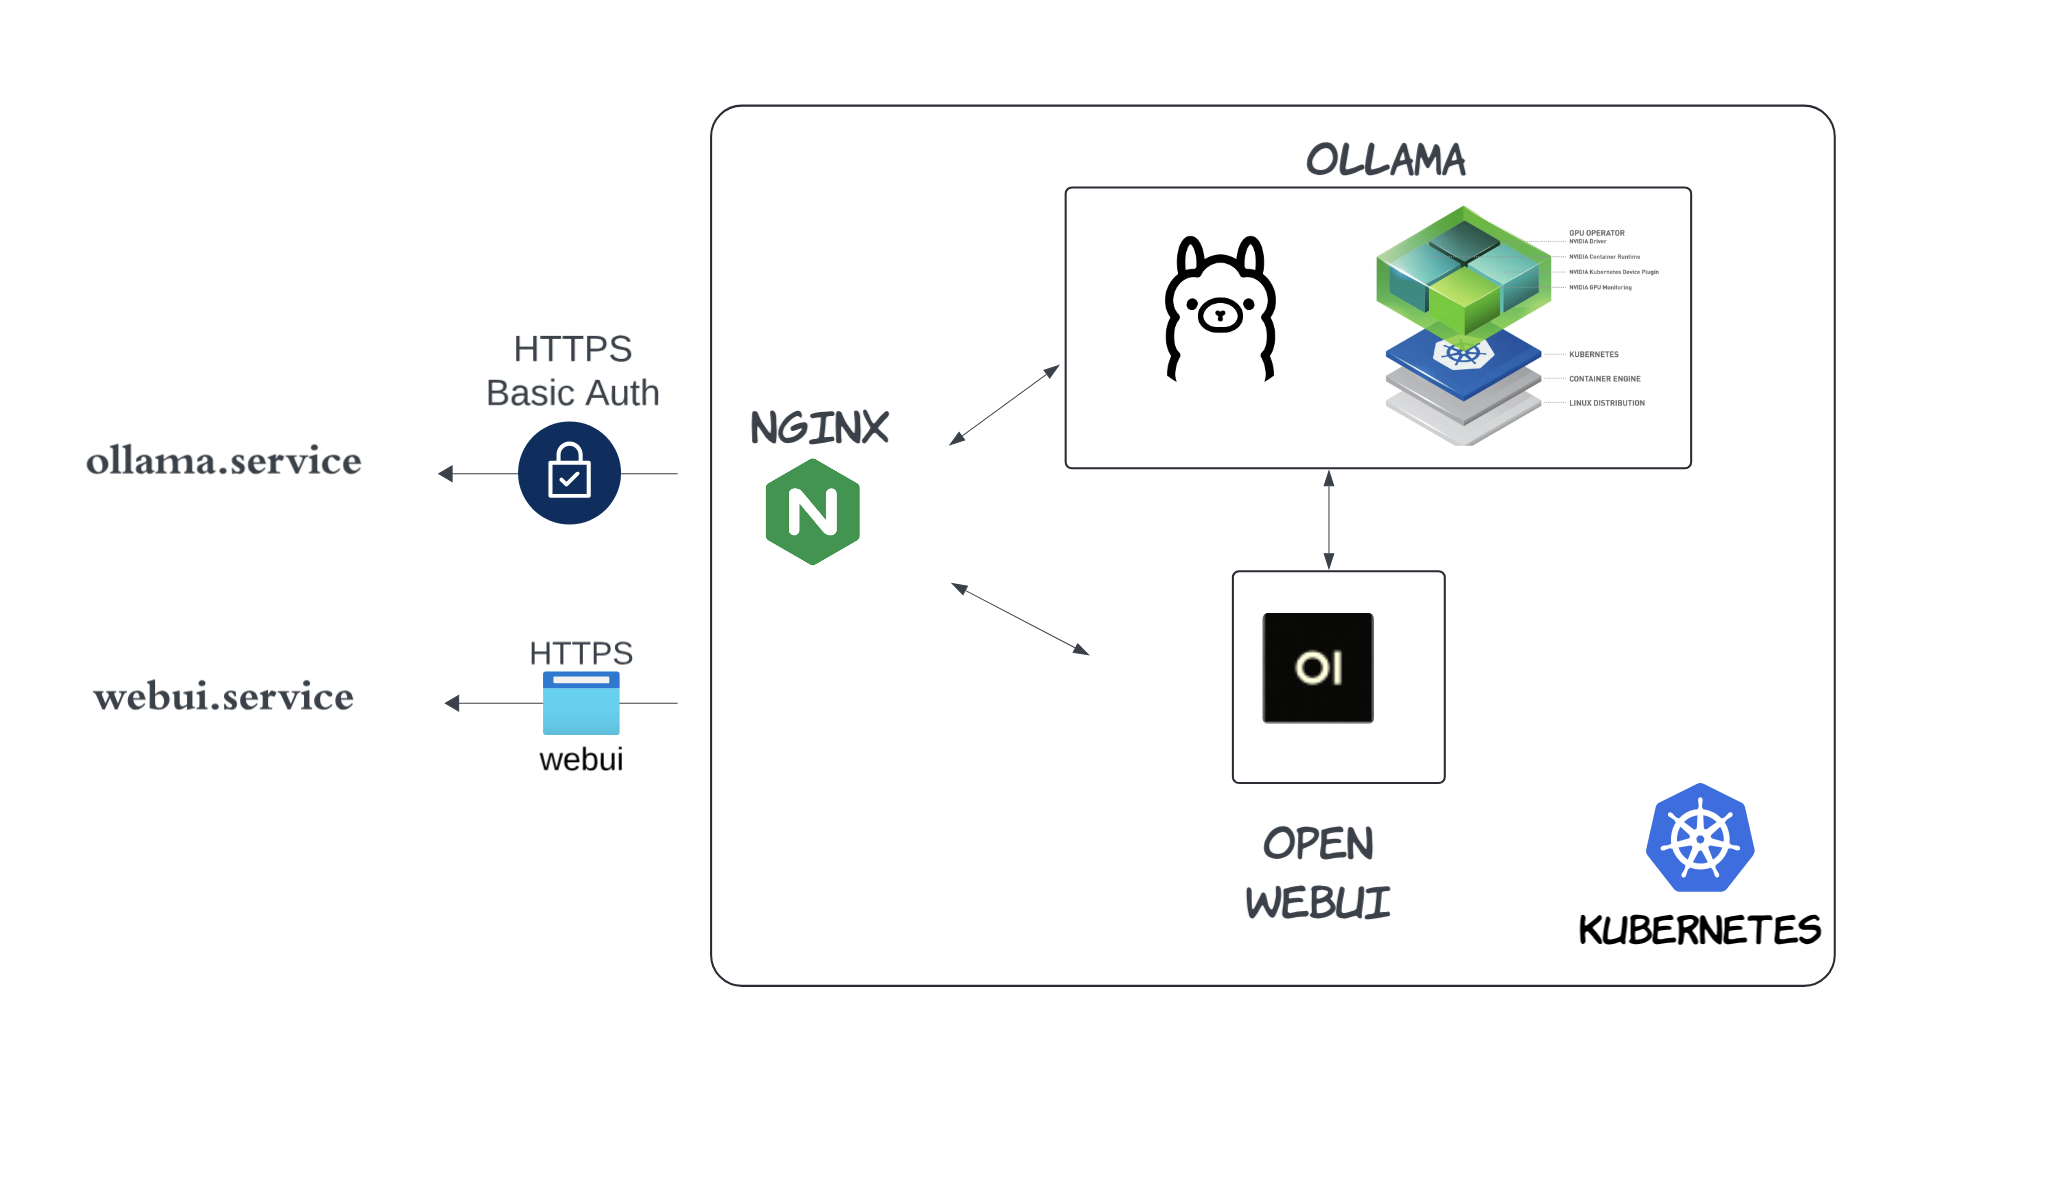 OLLAMA
GPU OPERATOR
NVIDIA Driver
NVIDIA Container Runtime
NVIDIA Kubernetes Device Plugin
NVIDIA GPU Monitoring
KUBERNETES
CONTAINER ENGINE
LINUX DISTRIBUTION
HTTPS
Basic Auth
ollama.service
NGINX
N
HTTPS
webui.service
webui
OI
OPEN
WEBUI
KUBERNETES